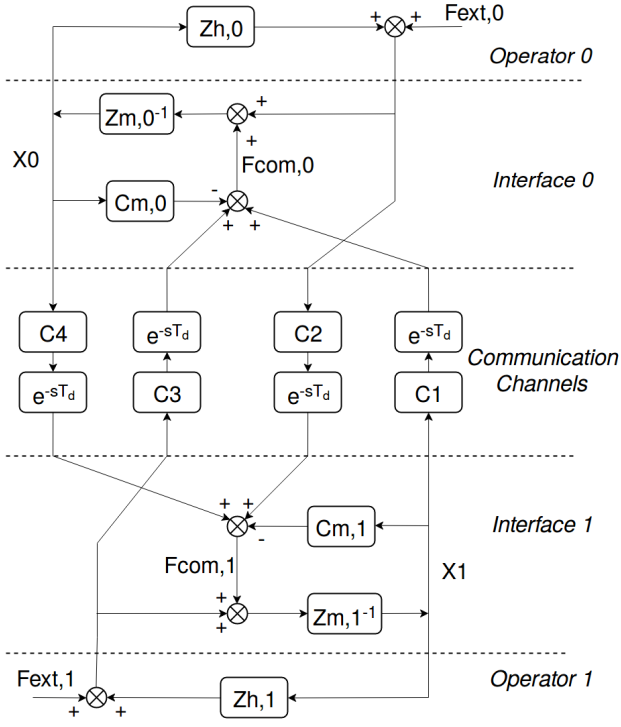 Zh,0
+ +
Fext,0
Operator 0
Zm,0-1
+
+
X0
Fcom,0
Interface 0
Cm,0
-
+ +
C4
e-sTd
C2
e-sTd
Communication
Channels
e-sTd
C3
e-sTd
C1
+ +
Cm,1
Interface 1
-
Fcom,1
X1
+
+
Zm,1-1
Fext,1
Operator 1
Zh,1
+ +